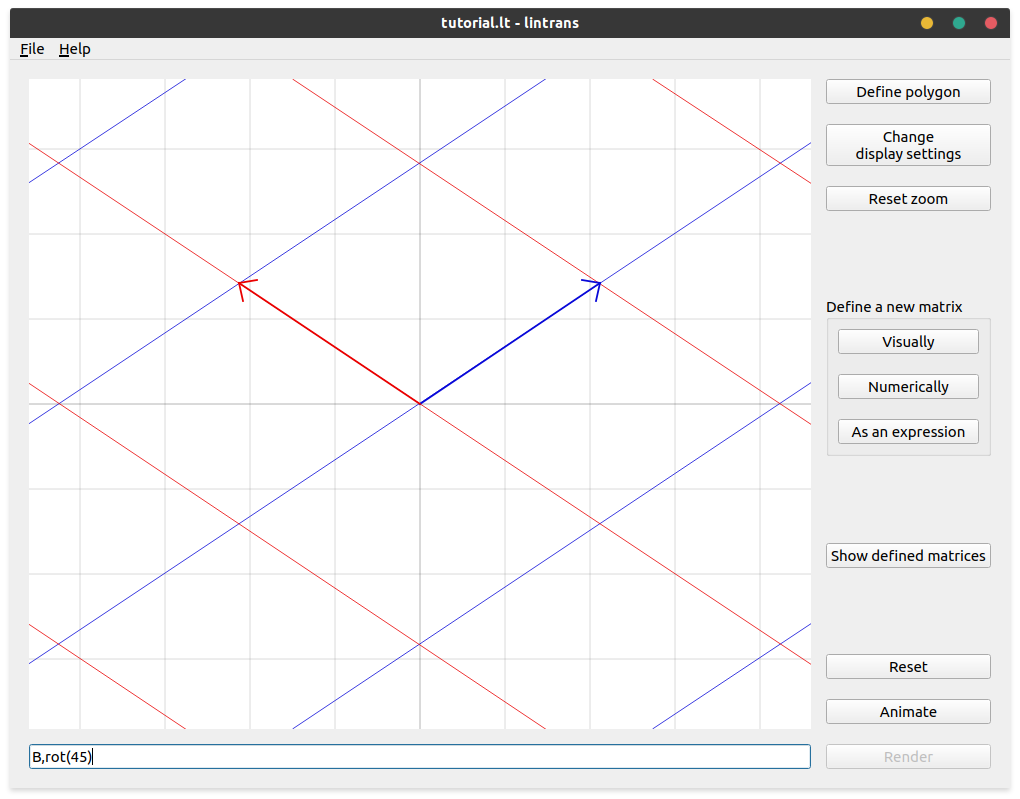 tutorial.lt - lintrans
File Help
Define polygon
Change
display settings
Reset zoom
Define a new matrix
Visually
Numerically
As an expression
Show defined matrices
Reset
Animate
B,rot(45)
Render